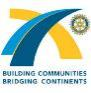 BUILDING COMMUNITIES
BRIDGING CONTINENTS